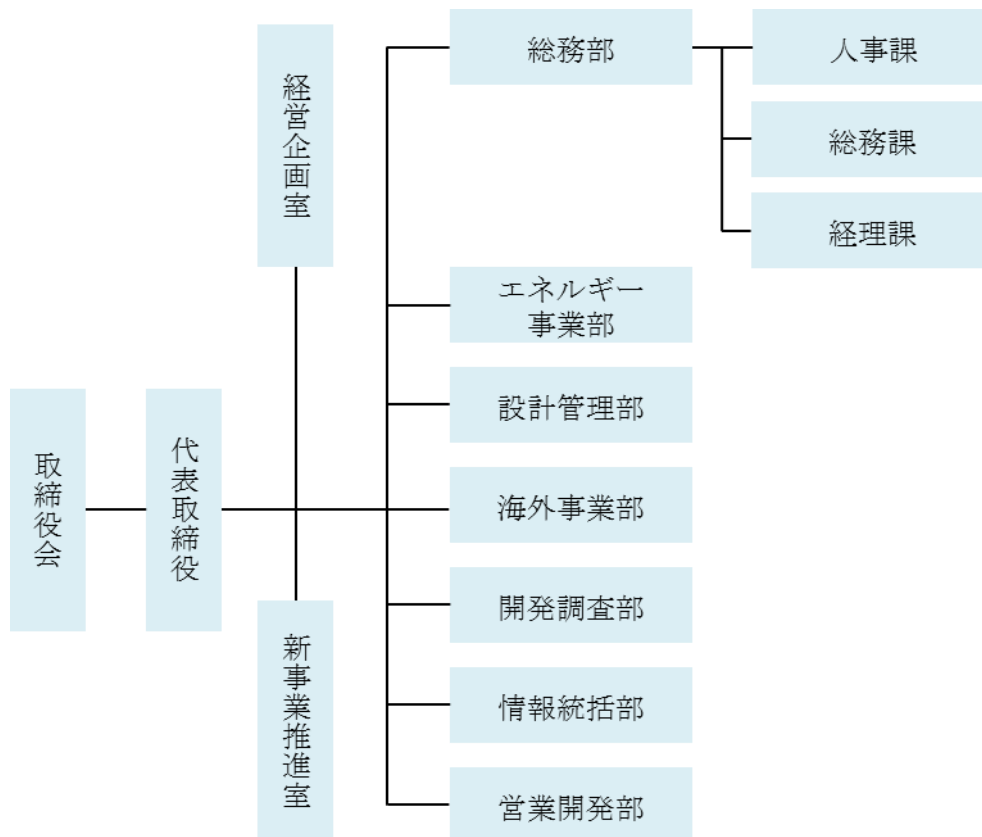 取締役会
代表取締役
経営企画室
新事業推進室
総務部
人事課
総務課
経理課
エネルギー
事業部
設計管理部
海外事業部
開発調査部
情報統括部
営業開発部